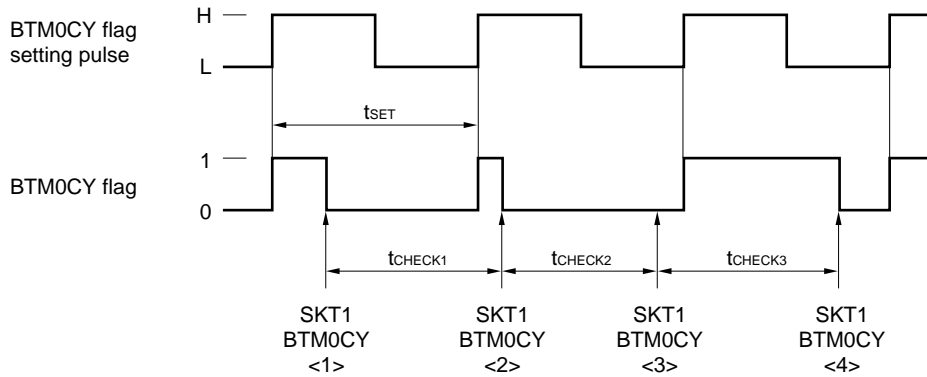 BTM0CY flag
setting pulse
H
L
tSET
BTM0CY flag
1
0
tCHECK1
tCHECK2
tCHECK3
SKT1
BTM0CY
<1>
SKT1
BTM0CY
<2>
SKT1
BTM0CY
<3>
SKT1
BTM0CY
<4>